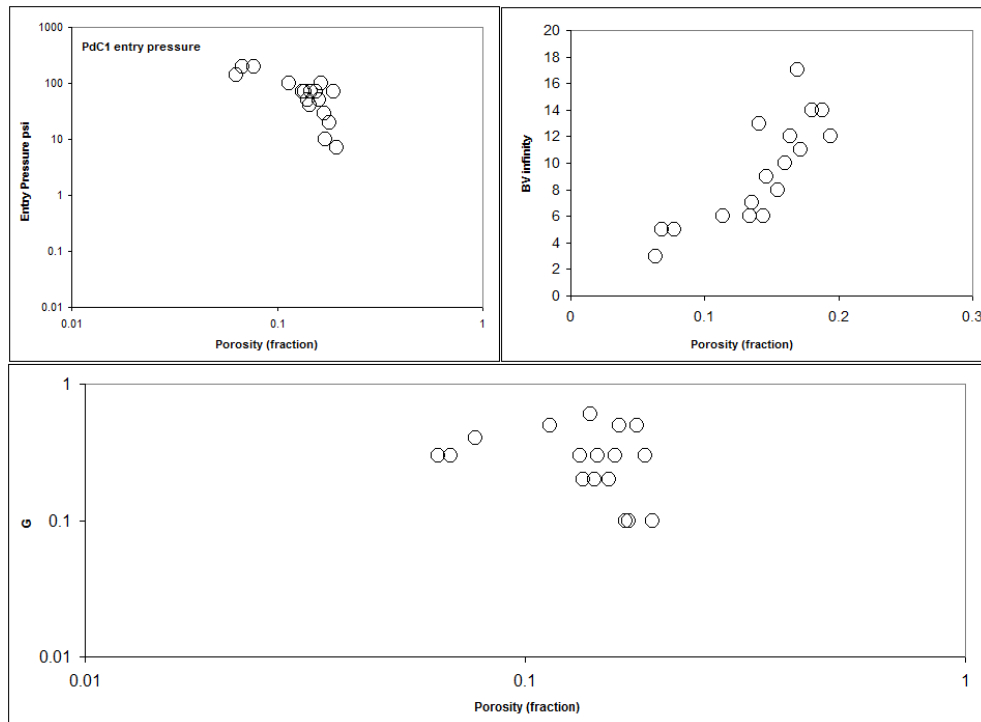 PdC1 entry pressure
Entry Pressure psi
1000
100
10
1
0.1
0.01
0.01 0.1 1
Porosity (fraction)
BV infinity
20
18
16
14
12
10
8
6
4
2
0
0 0.1 0.2 0.3
Porosity (fraction)
G
1
0.1
0.01
0.01 0.1 1
Porosity (fraction)